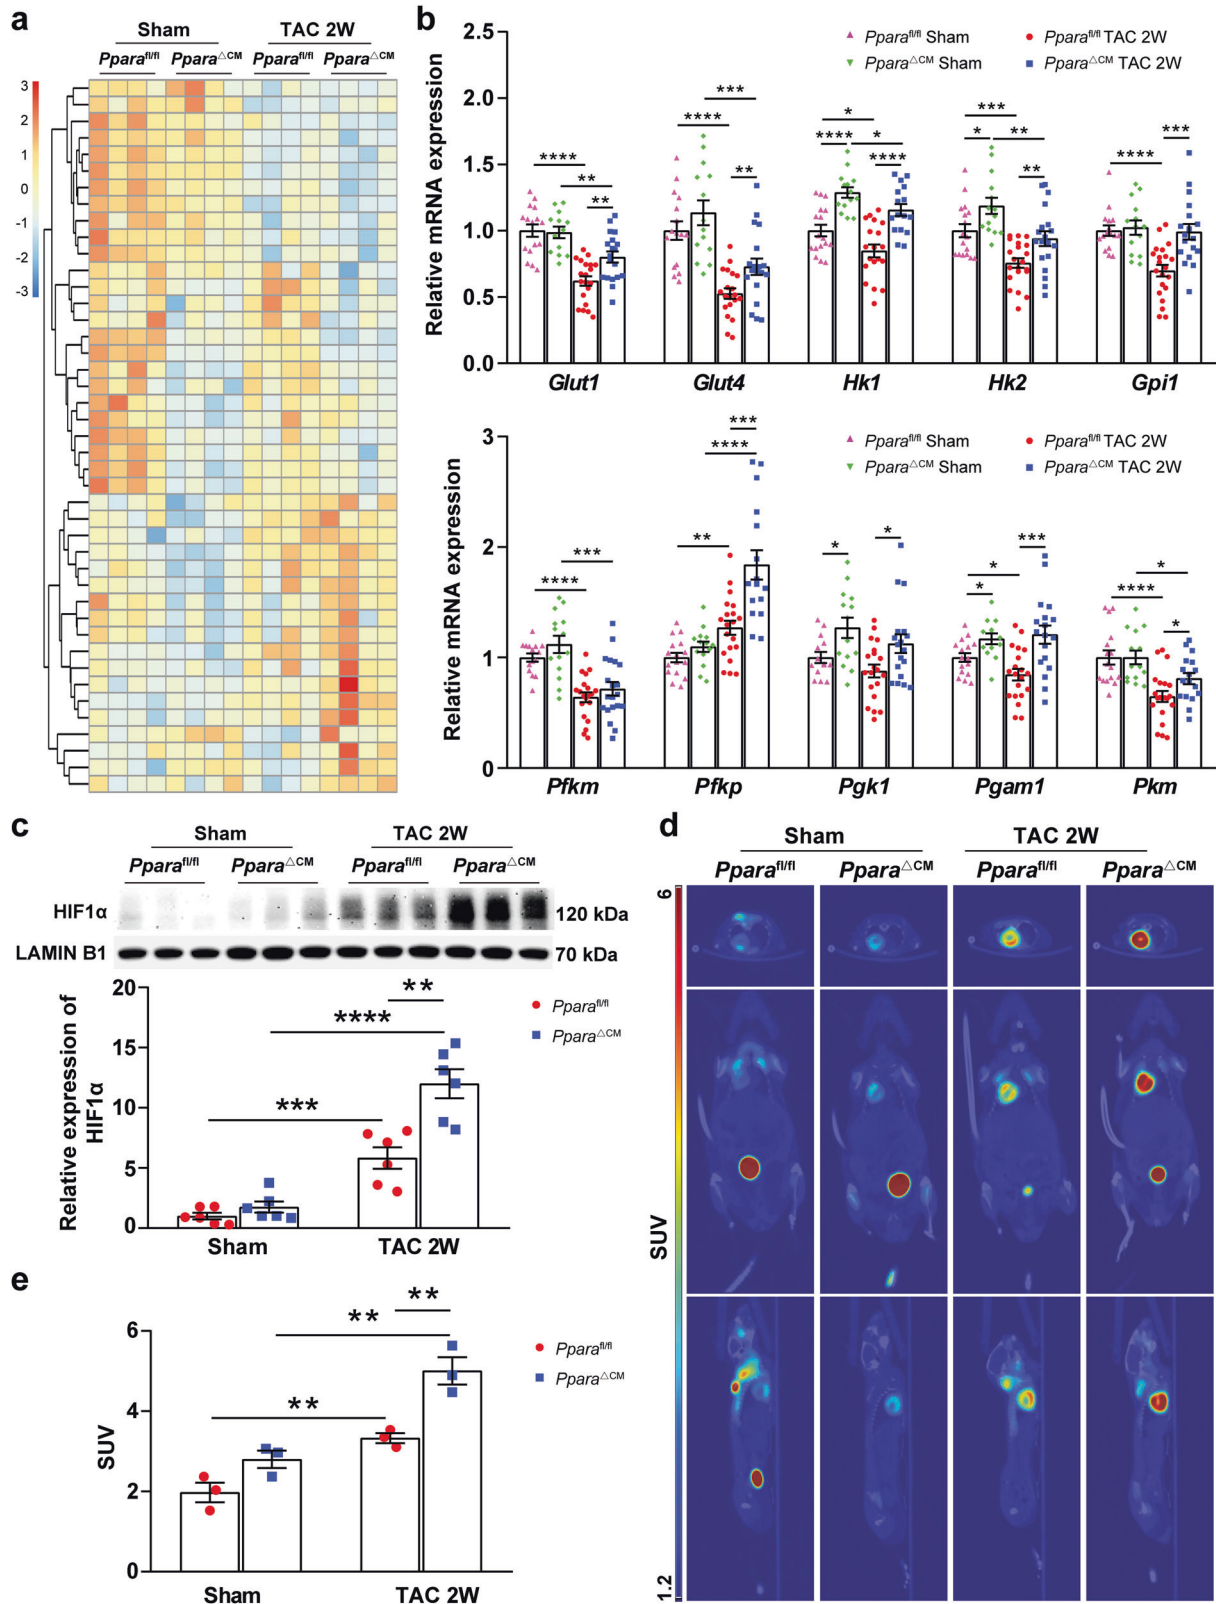 a
Sham TAC 2W
Ppara^fl/fl Ppara^△CM Ppara^fl/fl Ppara^△CM
3
2
1
0
-1
-2
-3
b
Relative mRNA expression
2.5
2.0
1.5
1.0
0.5
0.0
Ppara^fl/fl Sham Ppara^fl/fl TAC 2W
Ppara^△CM Sham Ppara^△CM TAC 2W
**** ** **
**** *** **
* **** * ****
*** * ** **
**** ***
Glut1 Glut4 Hk1 Hk2 Gpi1
Relative mRNA expression
3
2
1
0
Ppara^fl/fl Sham Ppara^fl/fl TAC 2W
Ppara^△CM Sham Ppara^△CM TAC 2W
**** ***
** **** ***
* *
* * ***
**** * *
Pfkm Pfkp Pgk1 Pgam1 Pkm
c
Sham TAC 2W
Ppara^fl/fl Ppara^△CM Ppara^fl/fl Ppara^△CM
HIF1α 120 kDa
LAMIN B1 70 kDa
Relative expression of
HIF1α
20
15
10
5
0
**
****
***
Ppara^fl/fl
Ppara^△CM
Sham TAC 2W
d
Sham TAC 2W
Ppara^fl/fl Ppara^△CM Ppara^fl/fl Ppara^△CM
6
SUV
1.2
e
SUV
6
4
2
0
**
**
**
Ppara^fl/fl
Ppara^△CM
Sham TAC 2W